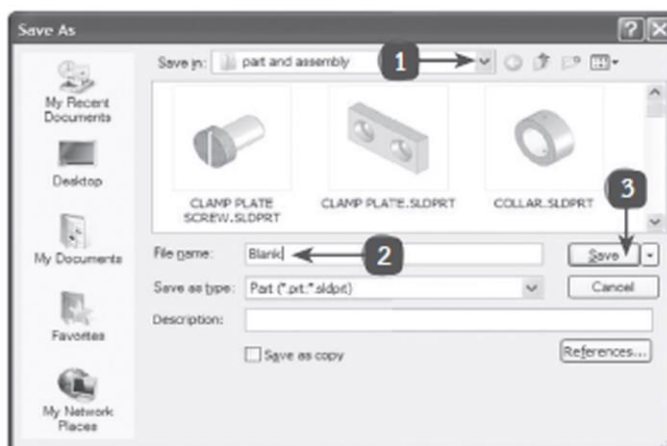 Save As
Save in: part and assembly
1
My Recent
Documents
Desktop
My Documents
Favorites
My Network
Places
CLAMP PLATE
SCREW.SLDPRT
CLAMP PLATE.SLDPRT
COLLAR.SLDPRT
3
File name: Blank
2
Save
Save as type: Part (*.prt;*.sldprt)
Cancel
Description:
Save as copy
References...